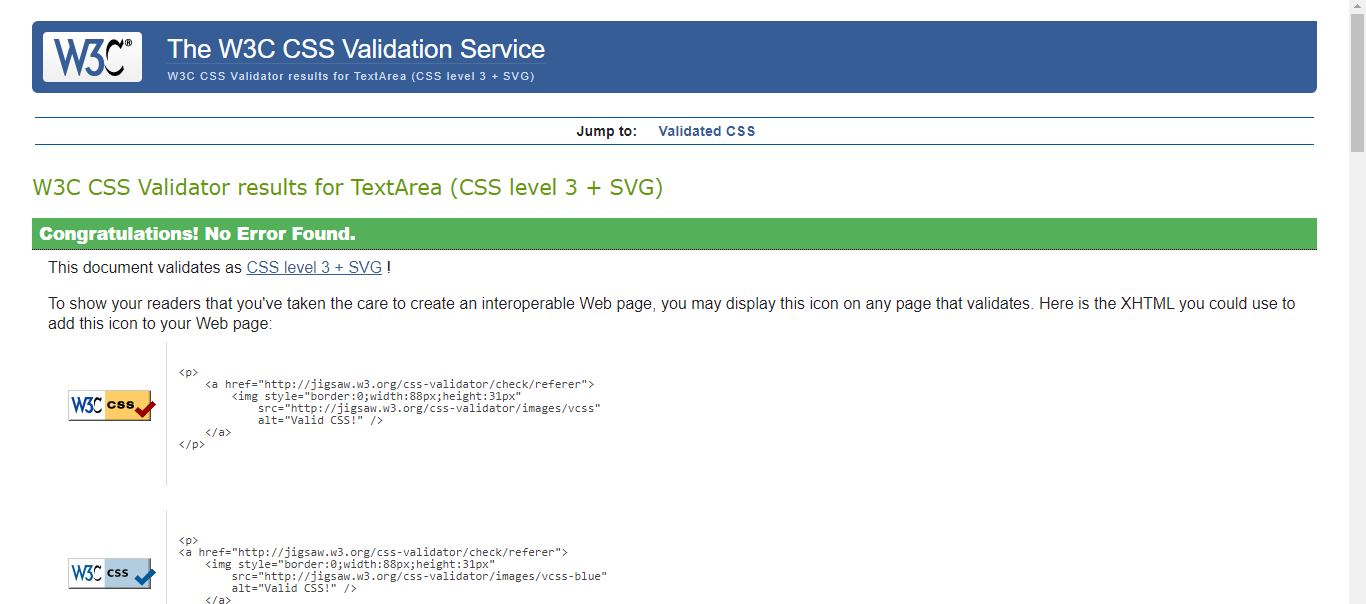 W3C®
The W3C CSS Validation Service
W3C CSS Validator results for TextArea (CSS level 3 + SVG)
Jump to: Validated CSS
W3C CSS Validator results for TextArea (CSS level 3 + SVG)
Congratulations! No Error Found.
This document validates as CSS level 3 + SVG !
To show your readers that you've taken the care to create an interoperable Web page, you may display this icon on any page that validates. Here is the XHTML you could use to
add this icon to your Web page:
W3C CSS
<p>
<a href="http://jigsaw.w3.org/css-validator/check/referer">
<img style="border:0;width:88px;height:31px"
src="http://jigsaw.w3.org/css-validator/images/vcss"
alt="Valid CSS!" />
</a>
</p>
W3C CSS
<p>
<a href="http://jigsaw.w3.org/css-validator/check/referer">
<img style="border:0;width:88px;height:31px"
src="http://jigsaw.w3.org/css-validator/images/vcss-blue"
alt="Valid CSS!" />
</a>